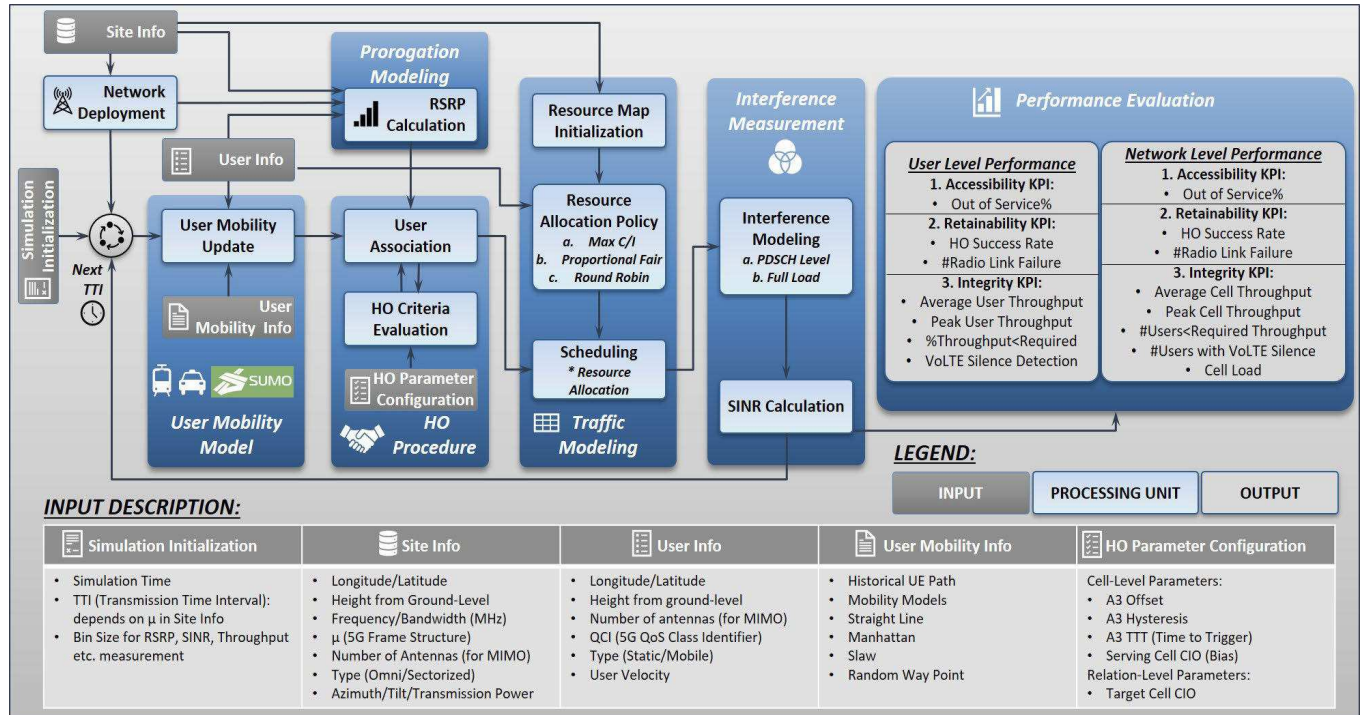 Site Info
Network
Deployment
User Info
Simulation
Initialization
Next
TTI
User Mobility
Update
User
Mobility Info
SUMO
User Mobility
Model
Prorogation
Modeling
RSRP
Calculation
User
Association
HO Criteria
Evaluation
HO Parameter
Configuration
HO
Procedure
Resource Map
Initialization
Resource
Allocation Policy
a. Max C/I
b. Proportional Fair
c. Round Robin
Scheduling
* Resource
Allocation
Traffic
Modeling
Interference
Measurement
Interference
Modeling
a. PDSCH Level
b. Full Load
SINR Calculation
Performance Evaluation
User Level Performance
1. Accessibility KPI:
• Out of Service%
2. Retainability KPI:
• HO Success Rate
• #Radio Link Failure
3. Integrity KPI:
• Average User Throughput
• Peak User Throughput
• %Throughput<Required
• VoLTE Silence Detection
Network Level Performance
1. Accessibility KPI:
• Out of Service%
2. Retainability KPI:
• HO Success Rate
• #Radio Link Failure
3. Integrity KPI:
• Average Cell Throughput
• Peak Cell Throughput
• #Users<Required Throughput
• #Users with VoLTE Silence
• Cell Load
LEGEND:
INPUT
PROCESSING UNIT
OUTPUT
INPUT DESCRIPTION:
Simulation Initialization
• Simulation Time
• TTI (Transmission Time Interval):
depends on μ in Site Info
• Bin Size for RSRP, SINR, Throughput
etc. measurement
Site Info
• Longitude/Latitude
• Height from Ground-Level
• Frequency/Bandwidth (MHz)
• μ (5G Frame Structure)
• Number of Antennas (for MIMO)
• Type (Omni/Sectorized)
• Azimuth/Tilt/Transmission Power
User Info
• Longitude/Latitude
• Height from ground-level
• Number of antennas (for MIMO)
• QCI (5G QoS Class Identifier)
• Type (Static/Mobile)
• User Velocity
User Mobility Info
• Historical UE Path
• Mobility Models
• Straight Line
• Manhattan
• Slaw
• Random Way Point
HO Parameter Configuration
Cell-Level Parameters:
• A3 Offset
• A3 Hysteresis
• A3 TTT (Time to Trigger)
• Serving Cell CIO (Bias)
Relation-Level Parameters:
• Target Cell CIO